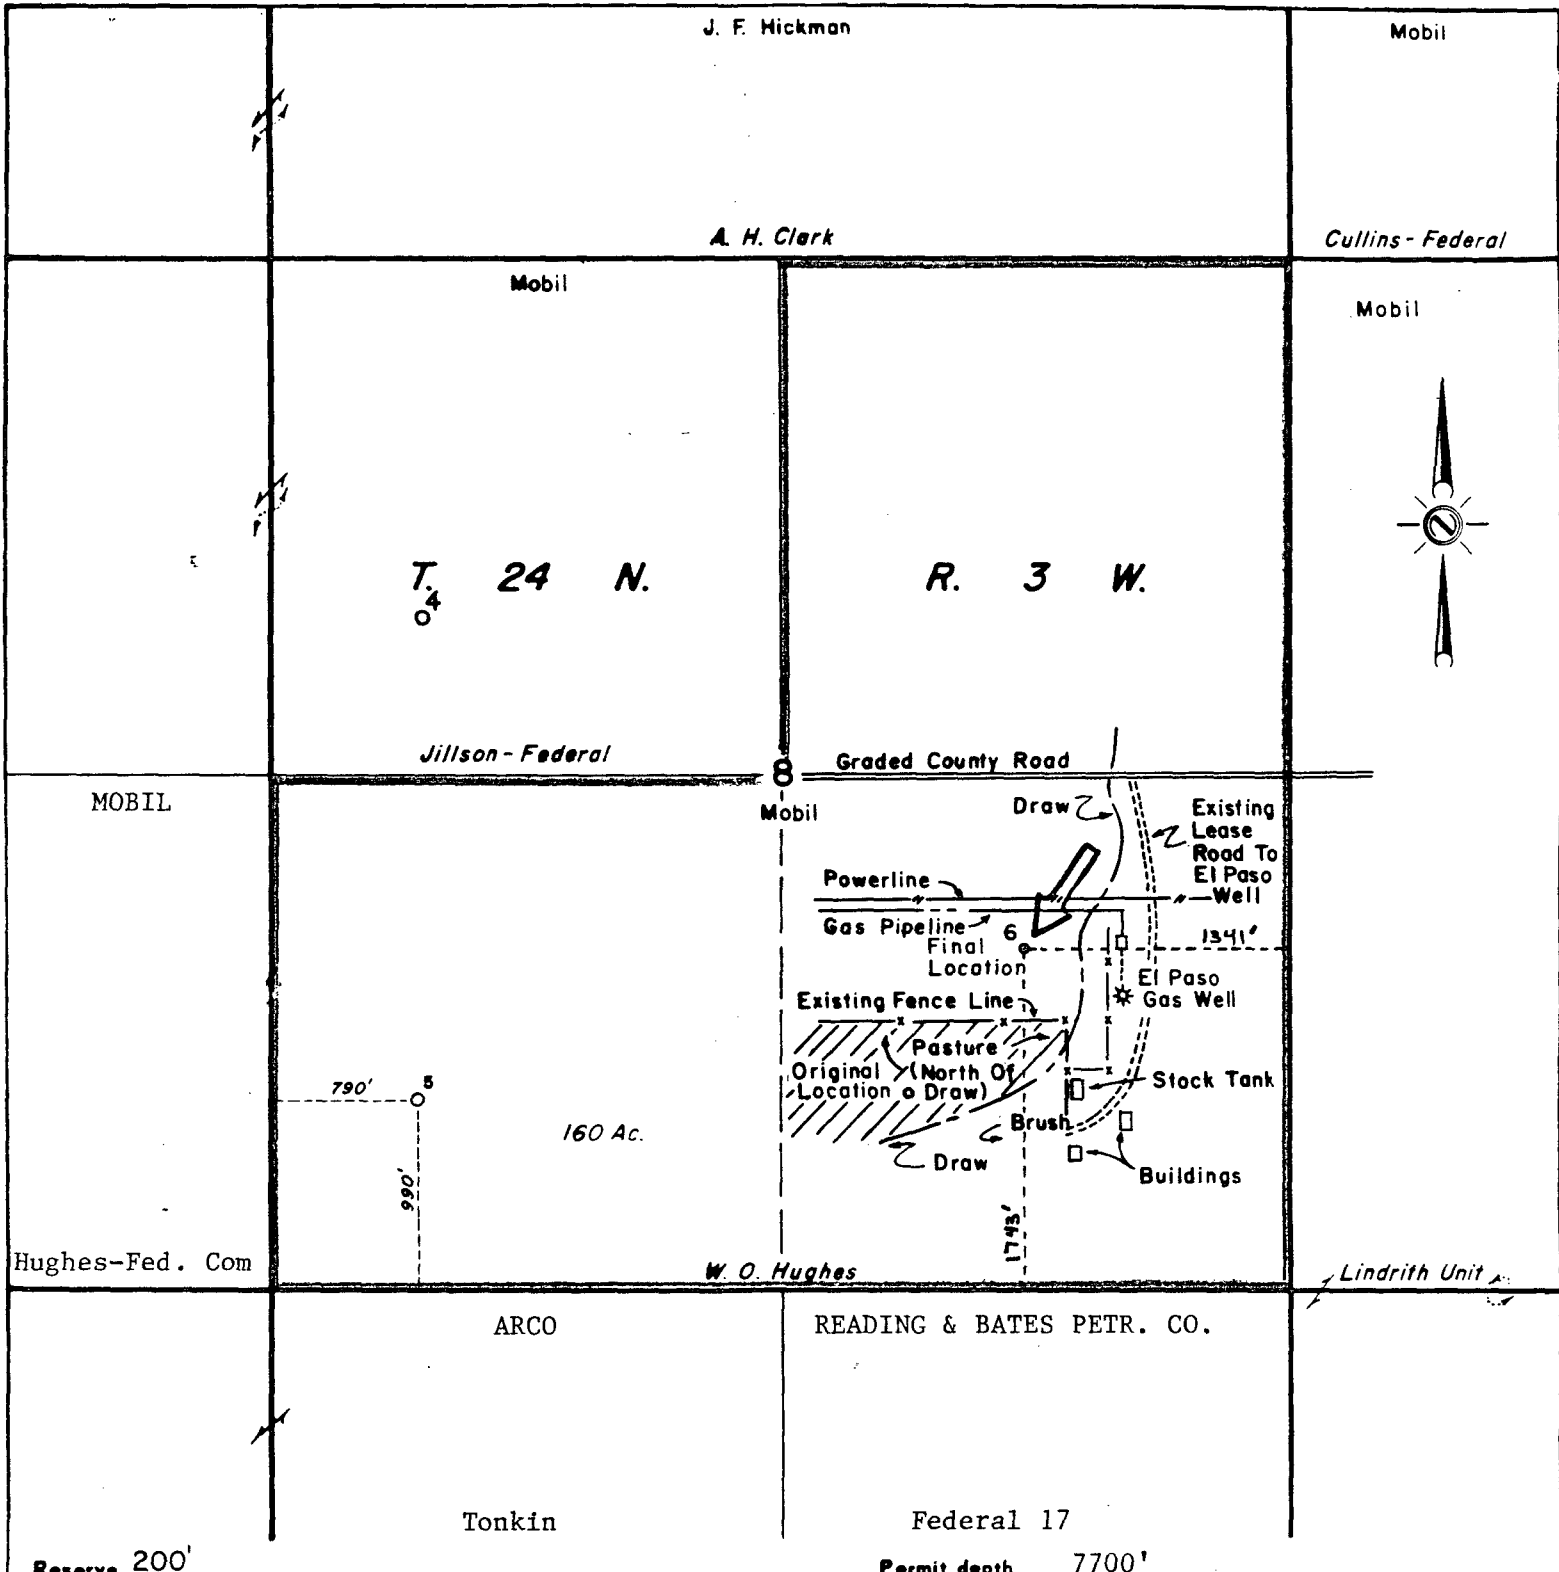 J. F. Hickman
Mobil
A. H. Clark
Cullins - Federal
Mobil
Mobil
T. 24 N.
R. 3 W.
4
Jillson - Federal
8
Graded County Road
MOBIL
Mobil
Draw
Existing
Lease
Road To
El Paso
Well
Powerline
Gas Pipeline
6
Final
Location
1341'
El Paso
Gas Well
Existing Fence Line
Pasture
(North Of
Draw)
Original
Location
Stock Tank
Brush
Draw
Buildings
790'
5
160 Ac.
990'
1743'
Hughes-Fed. Com
W. O. Hughes
Lindrith Unit
ARCO
READING & BATES PETR. CO.
Tonkin
Federal 17
Reserve 200'
Permit depth 7700'